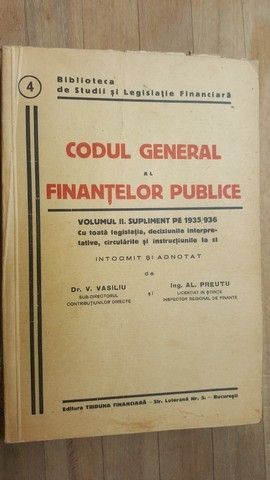 4
Biblioteca
de Studii și Legislație Financiară
CODUL GENERAL
AL
FINANȚELOR PUBLICE
VOLUMUL II. SUPLIMENT PE 1935/936
Cu toată legislația, deciziunile interpre-
tative, circulările și instrucțiunile la zi
INTOCMIT ȘI ADNOTAT
de
Dr. V. VASILIU
SUB-DIRECTORUL
CONTRIBUȚIUNILOR DIRECTE
și
Ing. AL. PREUTU
LICENȚIAT IN ȘTIINȚE
INSPECTOR REGIONAL DE FINANȚE
Editura TRIBUNA FINANCIARĂ — Str. Luterană Nr. 5. — București